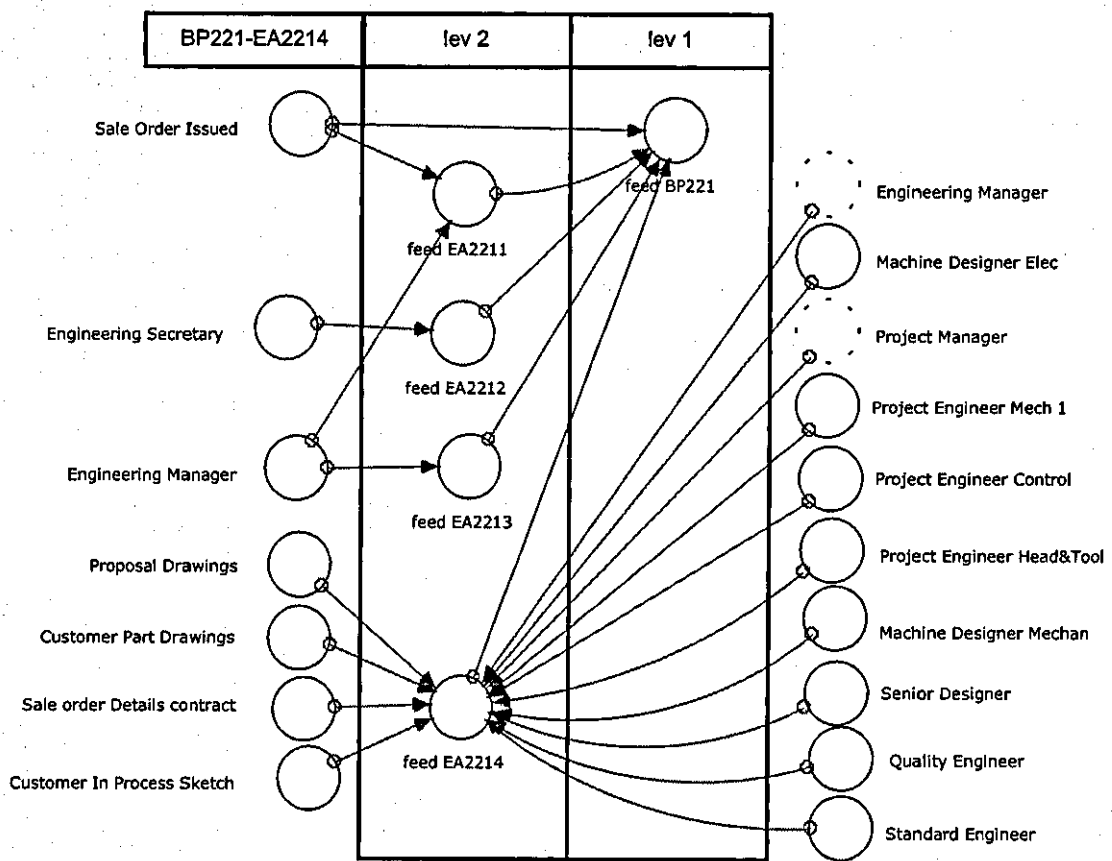 BP221-EA2214 lev 2 lev 1
Sale Order Issued
feed BP221
Engineering Manager
feed EA2211
Machine Designer Elec
Engineering Secretary
Project Manager
feed EA2212
Project Engineer Mech 1
Engineering Manager
Project Engineer Control
feed EA2213
Proposal Drawings
Project Engineer Head&Tool
Customer Part Drawings
Machine Designer Mechan
Sale order Details contract
Senior Designer
feed EA2214
Quality Engineer
Customer In Process Sketch
Standard Engineer